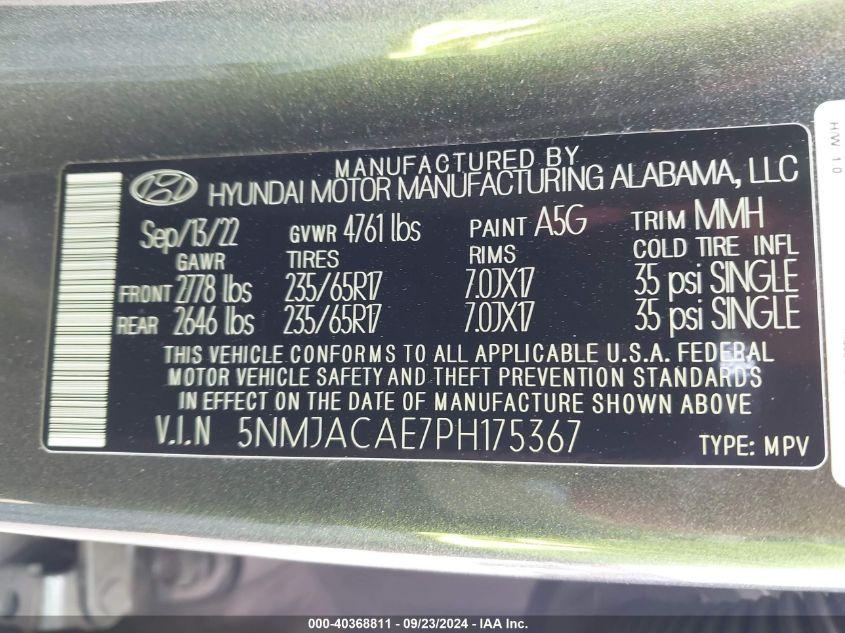 MANUFACTURED BY
HYUNDAI MOTOR MANUFACTURING ALABAMA, LLC
Sep/13/22 GVWR 4761 lbs PAINT A5G TRIM MMH
GAWR TIRES RIMS COLD TIRE INFL
FRONT 2778 lbs 235/65R17 7.0JX17 35 psi SINGLE
REAR 2646 lbs 235/65R17 7.0JX17 35 psi SINGLE
THIS VEHICLE CONFORMS TO ALL APPLICABLE U.S.A. FEDERAL
MOTOR VEHICLE SAFETY AND THEFT PREVENTION STANDARDS
IN EFFECT ON THE DATE OF MANUFACTURE SHOWN ABOVE.
V.I.N 5NMJACAE7PH175367 TYPE: MPV
H/W 1.0
000-40368811 - 09/23/2024 - IAA Inc.